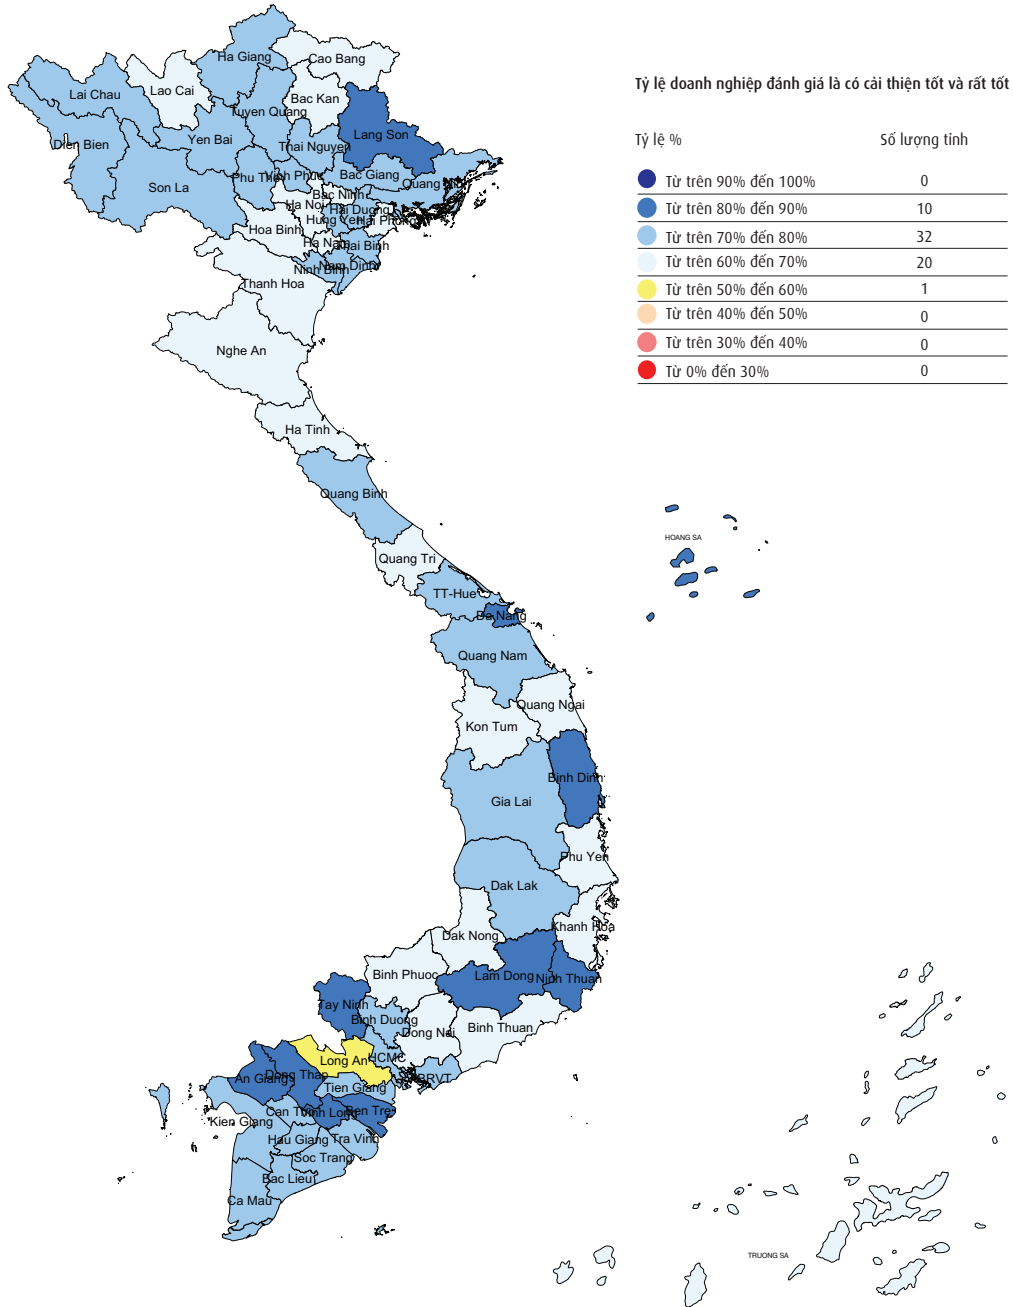 Tỷ lệ doanh nghiệp đánh giá là có cải thiện tốt và rất tốt
Tỷ lệ % Số lượng tỉnh
Từ trên 90% đến 100% 0
Từ trên 80% đến 90% 10
Từ trên 70% đến 80% 32
Từ trên 60% đến 70% 20
Từ trên 50% đến 60% 1
Từ trên 40% đến 50% 0
Từ trên 30% đến 40% 0
Từ 0% đến 30% 0
Ha Giang
Cao Bang
Lao Cai
Lai Chau
Bac Kan
Tuyen Quang
Lang Son
Yen Bai
Dien Bien
Thai Nguyen
Phu Tho
Vinh Phuc
Bac Giang
Quang Ninh
Son La
Bac Ninh
Ha Noi
Hai Duong
Hung Yen
Hai Phong
Hoa Binh
Ha Nam
Thai Binh
Nam Dinh
Ninh Binh
Thanh Hoa
Nghe An
Ha Tinh
Quang Binh
HOANG SA
Quang Tri
TT-Hue
Da Nang
Quang Nam
Quang Ngai
Kon Tum
Binh Dinh
Gia Lai
Phu Yen
Dak Lak
Khanh Hoa
Dak Nong
Binh Phuoc
Lam Dong
Ninh Thuan
Tay Ninh
Binh Duong
Dong Nai
Binh Thuan
HCMC
Long An
BRVT
Dong Thap
An Giang
Tien Giang
Can Tho
Vinh Long
Ben Tre
Kien Giang
Hau Giang
Tra Vinh
Soc Trang
Bac Lieu
Ca Mau
TRUONG SA